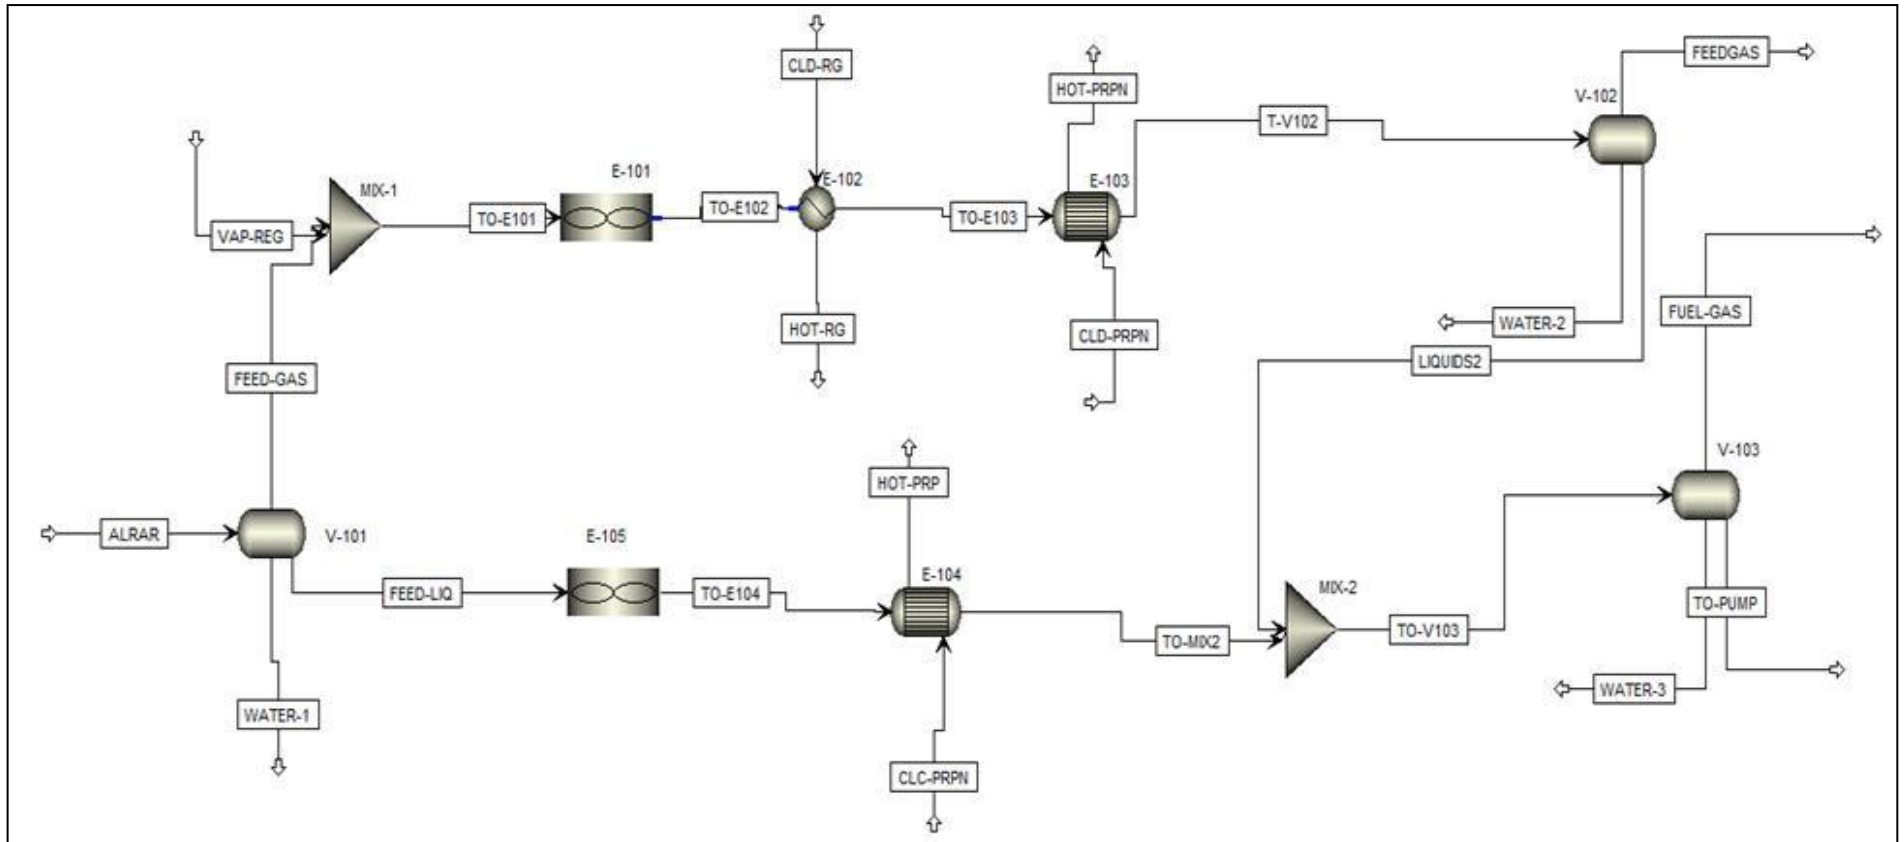 FEEDGAS
CLD-RG
HOT-PRPN
V-102
T-V102
E-101
E-102
E-103
MIX-1
TO-E101
TO-E102
TO-E103
VAP-REG
FUEL-GAS
WATER-2
HOT-RG
CLD-PRPN
LIQUIDS2
FEED-GAS
V-103
HOT-PRP
ALRAR
V-101
E-105
E-104
FEED-LIQ
TO-E104
MIX-2
TO-PUMP
TO-MIX2
TO-V103
WATER-3
WATER-1
CLC-PRPN